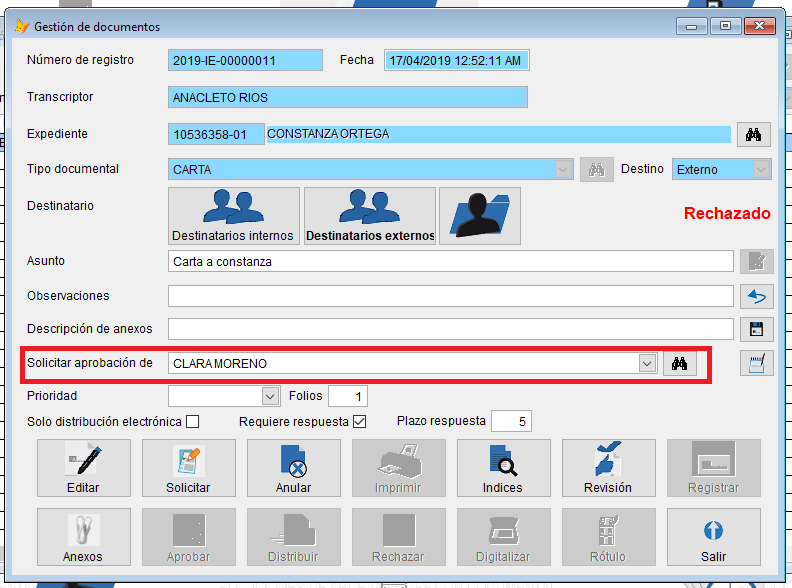 Gestión de documentos
Número de registro 2019-IE-00000011 Fecha 17/04/2019 12:52:11 AM
Transcriptor ANACLETO RIOS
Expediente 10536358-01 CONSTANZA ORTEGA
Tipo documental CARTA Destino Externo
Destinatario Destinatarios internos Destinatarios externos Rechazado
Asunto Carta a constanza
Observaciones
Descripción de anexos
Solicitar aprobación de CLARA MORENO
Prioridad Folios 1
Solo distribución electrónica Requiere respuesta Plazo respuesta 5
Editar Solicitar Anular Imprimir Indices Revisión Registrar
Anexos Aprobar Distribuir Rechazar Digitalizar Rótulo Salir